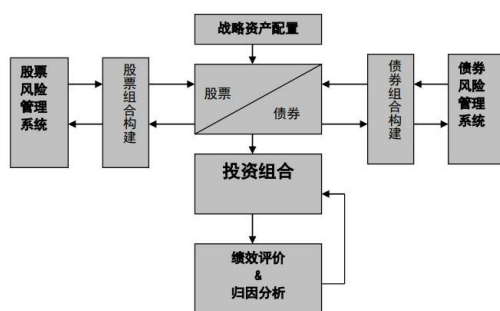 战略资产配置
股票
风险
管理
系统
股票组合构建
股票
债券
债券组合构建
债券
风险
管理
系统
投资组合
绩效评价
&
归因分析